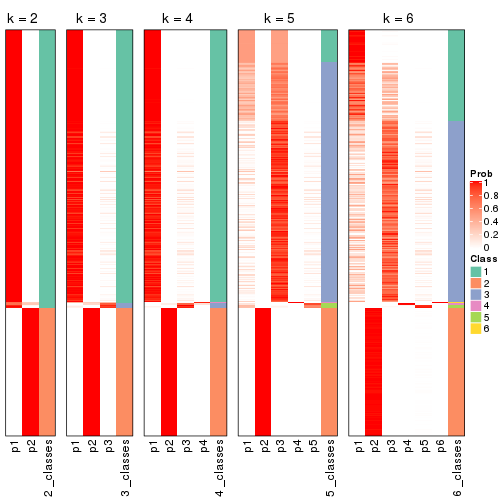 k = 2
k = 3
k = 4
k = 5
k = 6
p1
p2
2_classes
p1
p2
p3
3_classes
p1
p2
p3
p4
4_classes
p1
p2
p3
p4
p5
5_classes
p1
p2
p3
p4
p5
p6
6_classes
Prob
1
0.8
0.6
0.4
0.2
0
Class
1
2
3
4
5
6